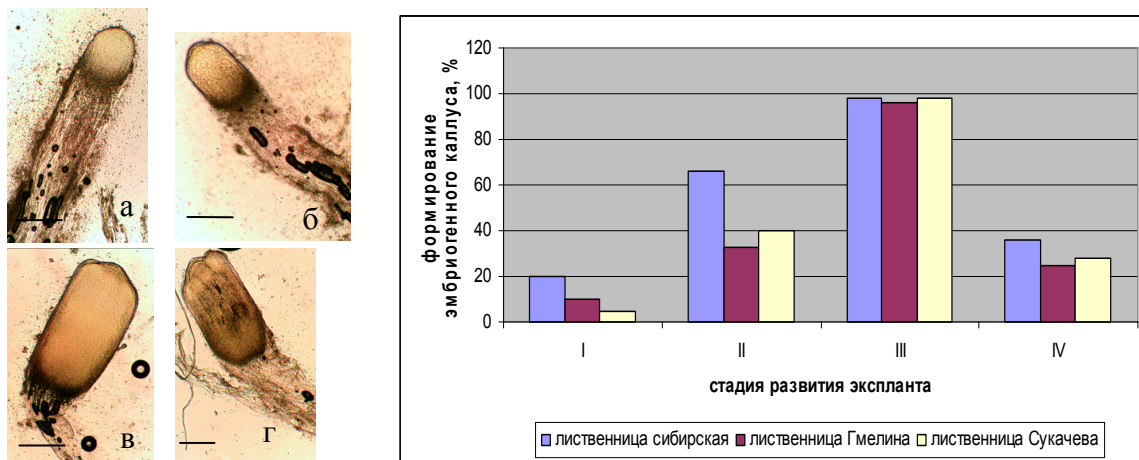 а
б
в
г
формирование
эмбриогенного каллуса, %
120
100
80
60
40
20
0
I
II
III
IV
стадия развития экспланта
лиственница сибирская
лиственница Гмелина
лиственница Сукачева